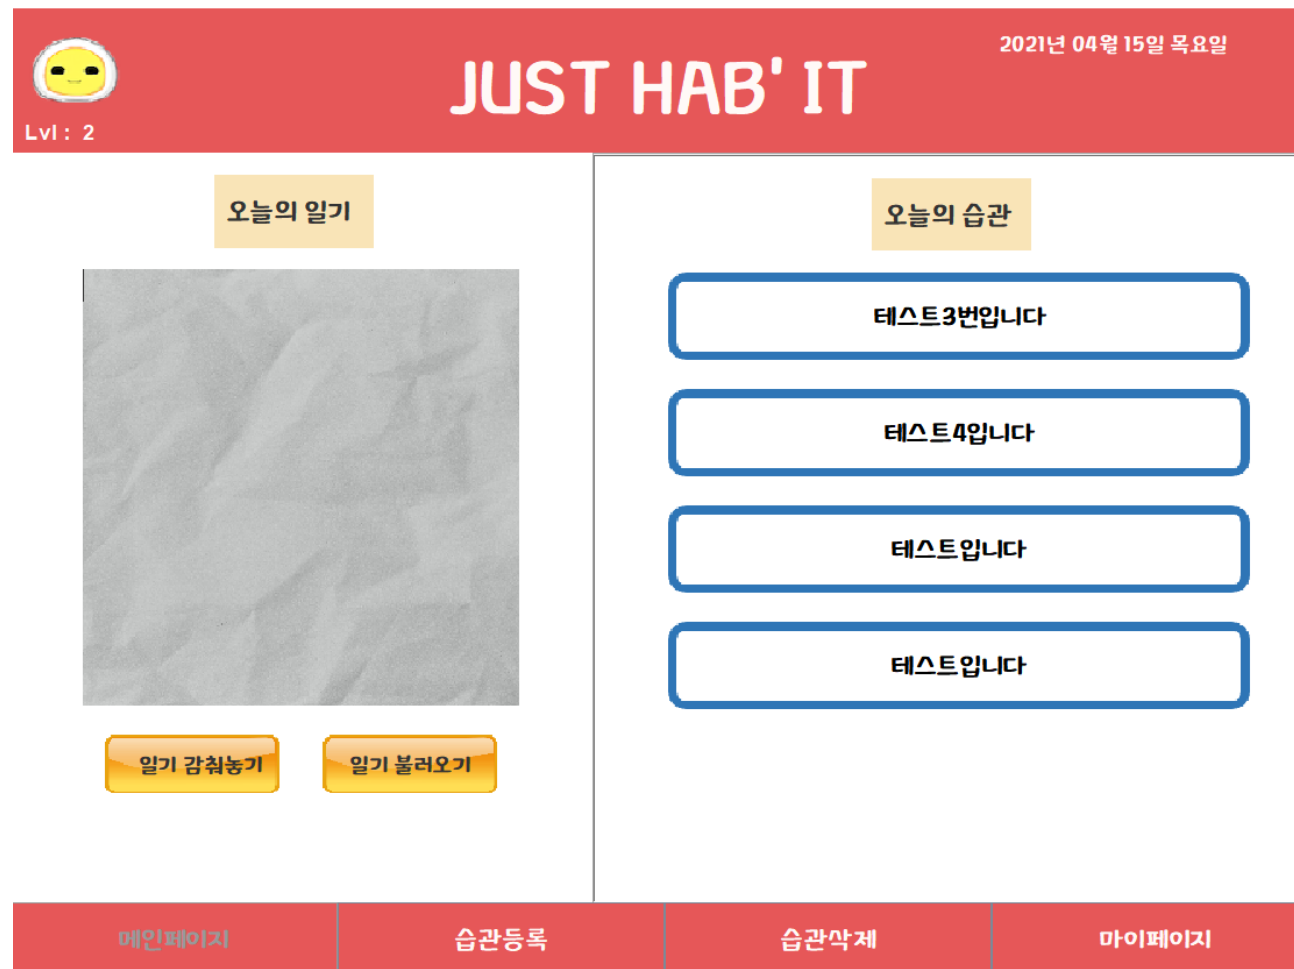 2021년 04월 15일 목요일
JUST HAB' IT
Lvl : 2
오늘의 일기
오늘의 습관
테스트3번입니다
테스트4입니다
테스트입니다
테스트입니다
일기 감춰놓기
일기 불러오기
메인페이지
습관등록
습관삭제
마이페이지